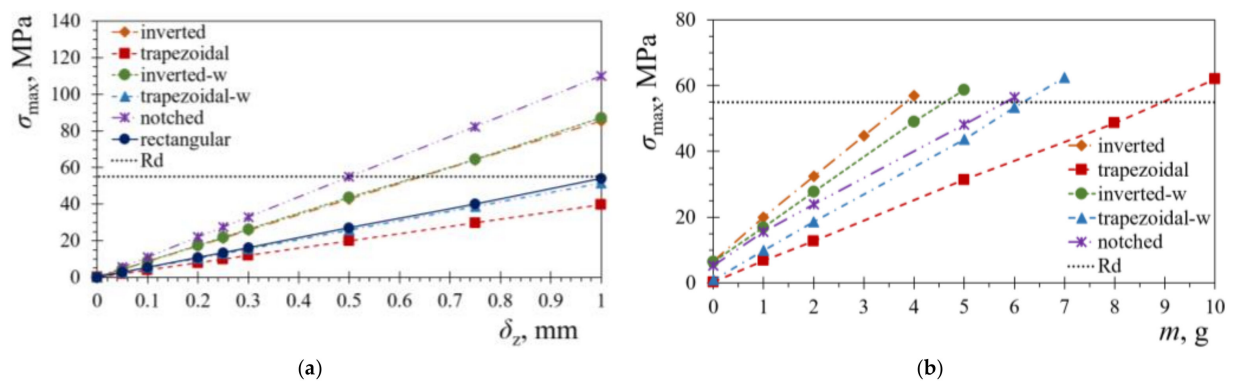 140
120
100
80
60
40
20
0
σmax, MPa
inverted
trapezoidal
inverted-w
trapezoidal-w
notched
rectangular
Rd
0 0.1 0.2 0.3 0.4 0.5 0.6 0.7 0.8 0.9 1
δz, mm
(a)
80
60
40
20
0
σmax, MPa
inverted
trapezoidal
inverted-w
trapezoidal-w
notched
Rd
0 1 2 3 4 5 6 7 8 9 10
m, g
(b)